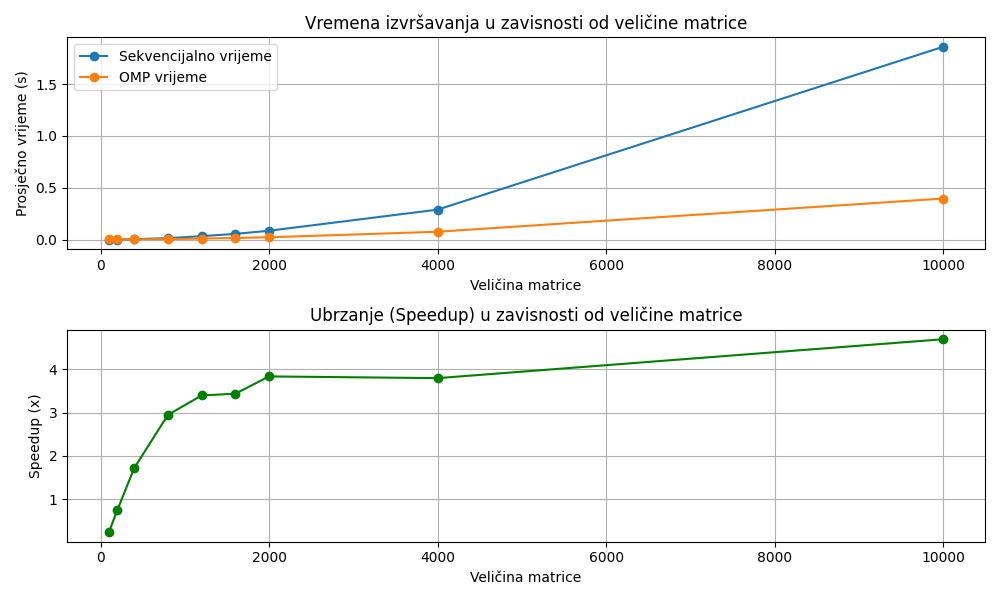 Vremena izvršavanja u zavisnosti od veličine matrice
Sekvencijalno vrijeme
OMP vrijeme
Prosječno vrijeme (s)
1.5
1.0
0.5
0.0
0 2000 4000 6000 8000 10000
Veličina matrice
Ubrzanje (Speedup) u zavisnosti od veličine matrice
Speedup (x)
4
3
2
1
0 2000 4000 6000 8000 10000
Veličina matrice